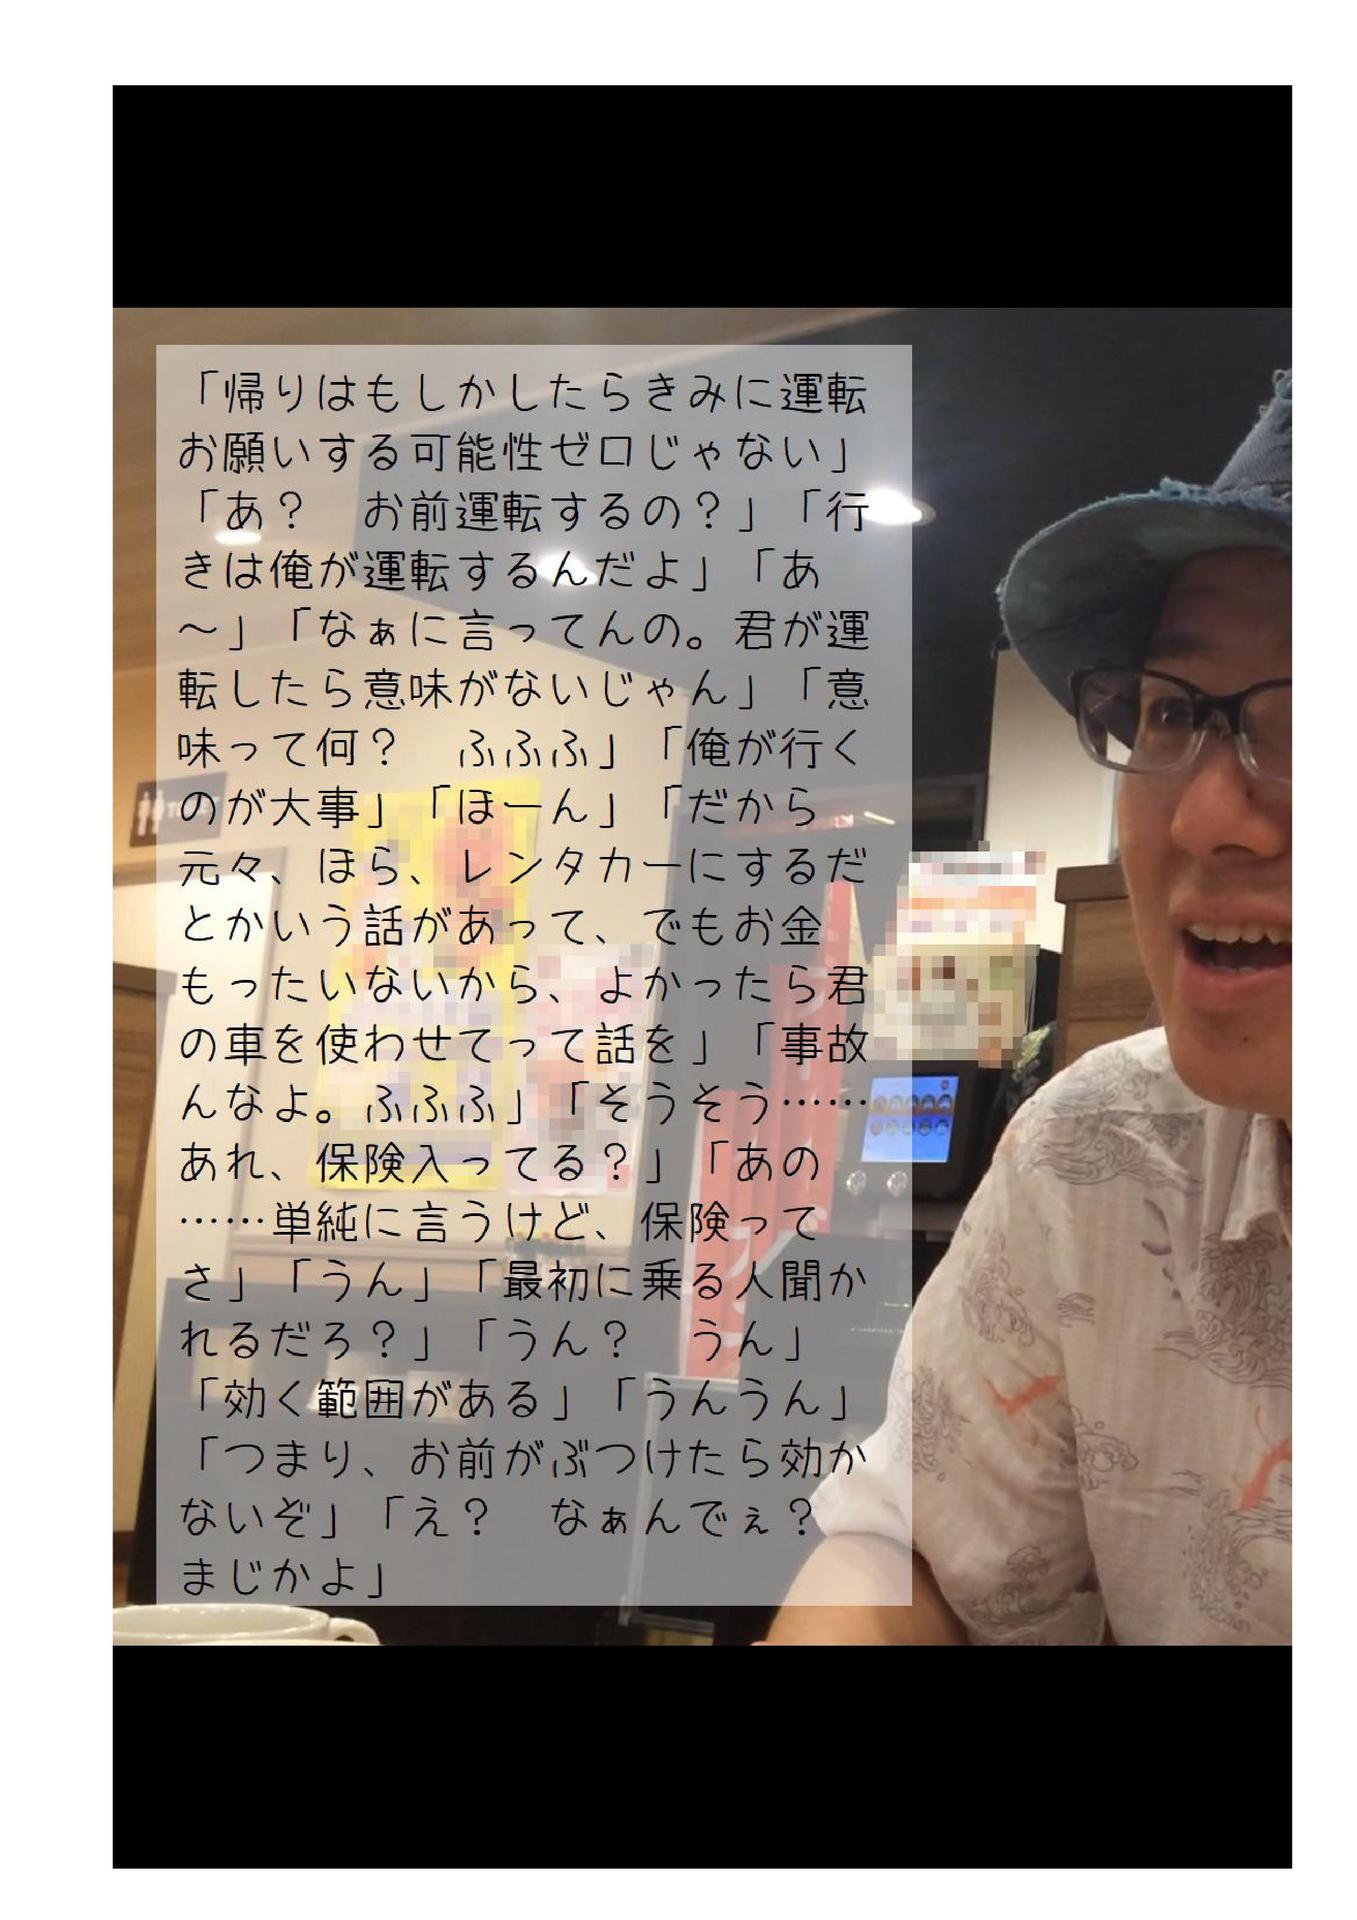 「帰りはもしかしたらきみに運転
お願いする可能性ゼロじゃない」
「あ？　お前運転するの？」「行
きは俺が運転するんだよ」「あ
～」「なぁに言ってんの。君が運
転したら意味がないじゃん」「意
味って何？　ふふふ」「俺が行く
のが大事」「ほーん」「だから
元々、ほら、レンタカーにするだ
とかいう話があって、でもお金
もったいないから、よかったら君
の車を使わせてって話を」「事故
んなよ。ふふふ」「そうそう……
あれ、保険入ってる？」「あの
……単純に言うけど、保険って
さ」「うん」「最初に乗る人聞か
れるだろ？」「うん？　うん」
「効く範囲がある」「うんうん」
「つまり、お前がぶつけたら効か
ないぞ」「え？　なぁんでぇ？
まじかよ」